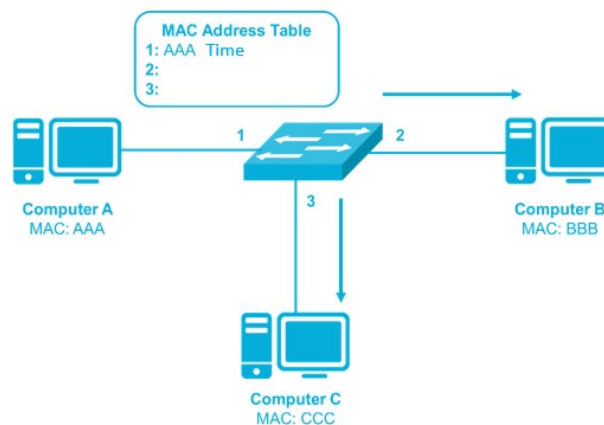 MAC Address Table
1: AAA Time
2:
3:
1
2
3
Computer A
MAC: AAA
Computer B
MAC: BBB
Computer C
MAC: CCC